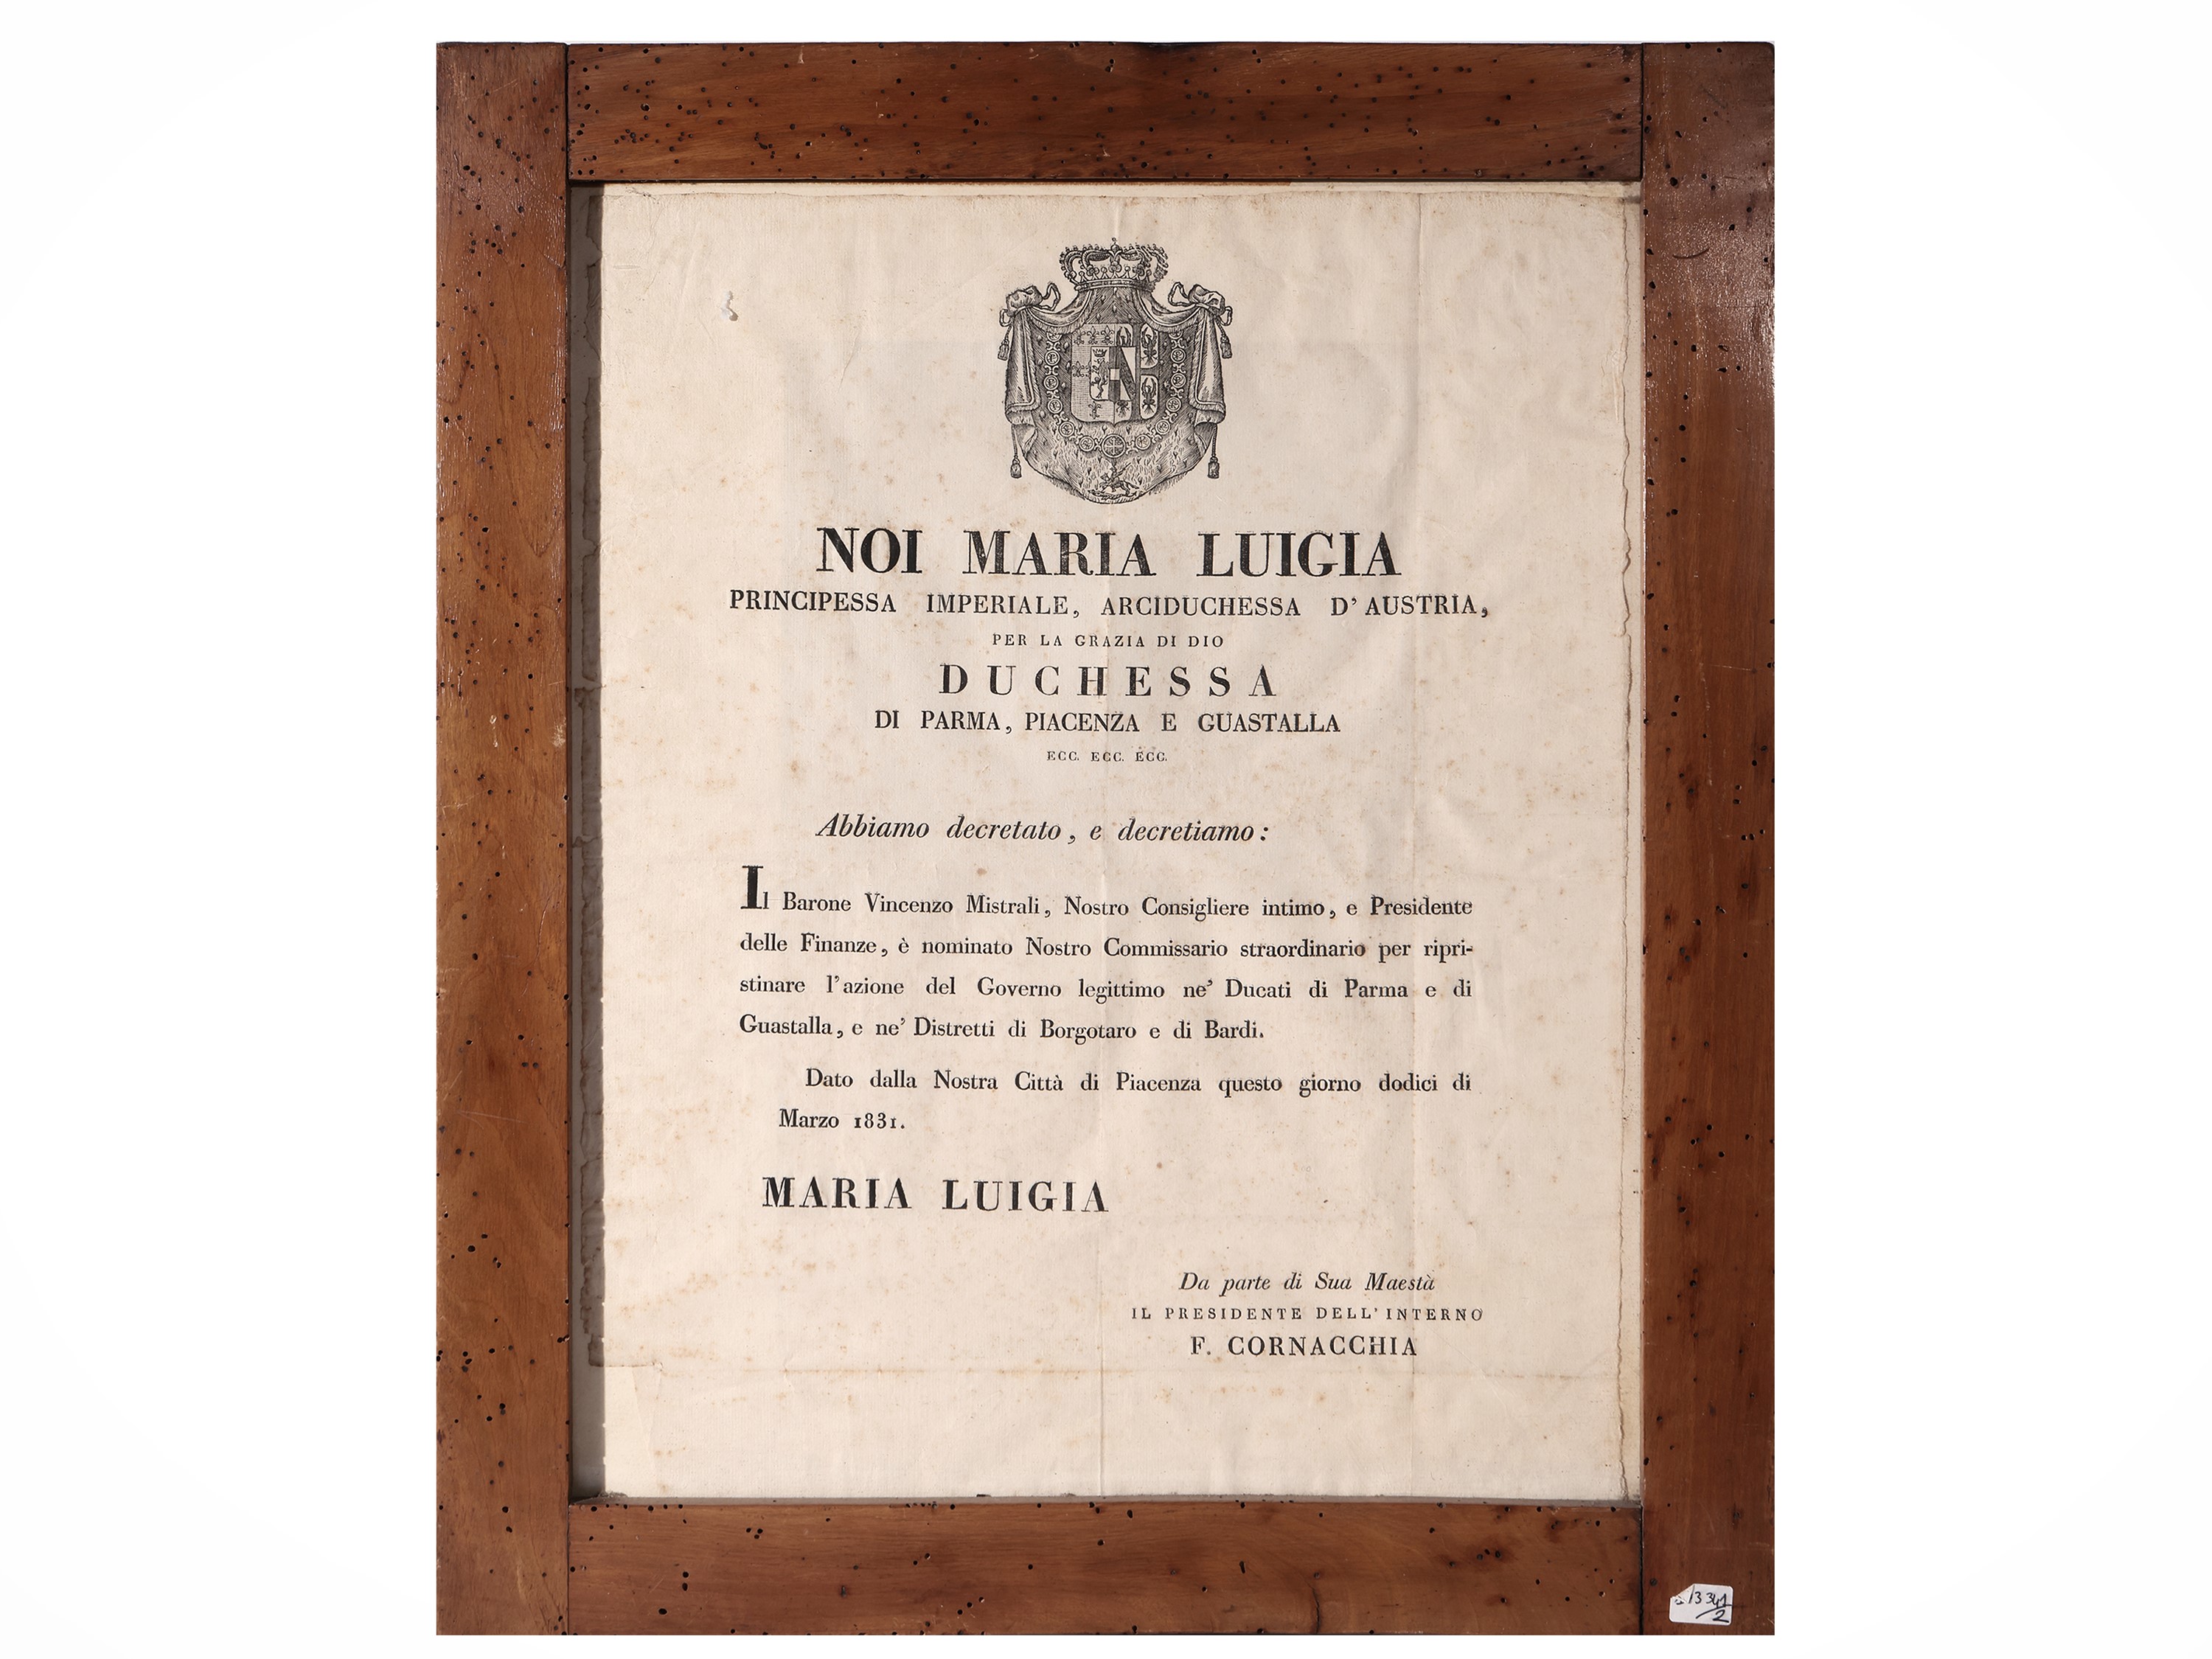 NOI MARIA LUIGIA
PRINCIPESSA IMPERIALE, ARCIDUCHESSA D'AUSTRIA,
PER LA GRAZIA DI DIO
DUCHESSA
DI PARMA, PIACENZA E GUASTALLA
ECC. ECC. ECC.
Abbiamo decretato, e decretiamo:
Il Barone Vincenzo Mistrali, Nostro Consigliere intimo, e Presidente
delle Finanze, è nominato Nostro Commissario straordinario per ripri-
stinare l'azione del Governo legittimo ne' Ducati di Parma e di
Guastalla, e ne' Distretti di Borgotaro e di Bardi.
Dato dalla Nostra Città di Piacenza questo giorno dodici di
Marzo 1831.
MARIA LUIGIA
Da parte di Sua Maestà
IL PRESIDENTE DELL'INTERNO
F. CORNACCHIA